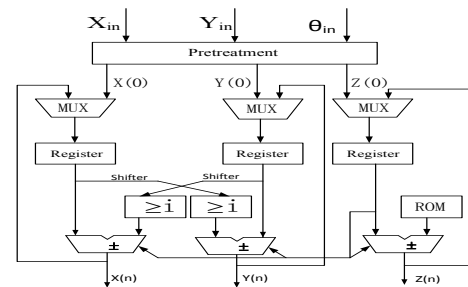 Xin Yin θin
Pretreatment
X(0) Y(0) Z(0)
MUX MUX MUX
Register Register Register
Shifter Shifter
≥i ≥i ROM
± ± ±
X(n) Y(n) Z(n)